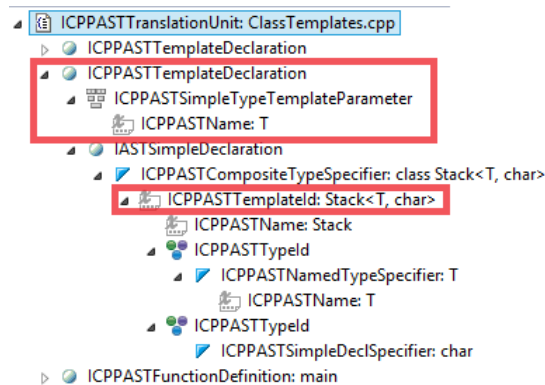 ICPPASTTranslationUnit: ClassTemplates.cpp
ICPPASTTemplateDeclaration
ICPPASTTemplateDeclaration
ICPPASTSimpleTypeTemplateParameter
ICPPASTName: T
IASTSimpleDeclaration
ICPPASTCompositeTypeSpecifier: class Stack<T, char>
ICPPASTTemplateId: Stack<T, char>
ICPPASTName: Stack
ICPPASTTypeId
ICPPASTNamedTypeSpecifier: T
ICPPASTName: T
ICPPASTTypeId
ICPPASTSimpleDeclSpecifier: char
ICPPASTFunctionDefinition: main